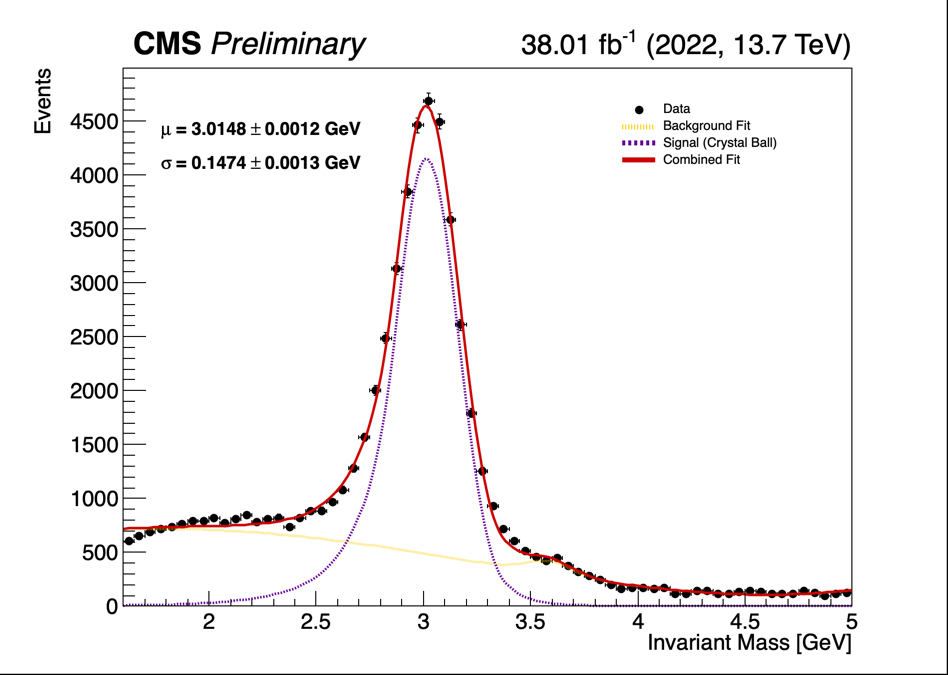 CMS Preliminary
38.01 fb⁻¹ (2022, 13.7 TeV)
Events
μ = 3.0148 ± 0.0012 GeV
σ = 0.1474 ± 0.0013 GeV
Data
Background Fit
Signal (Crystal Ball)
Combined Fit
4500
4000
3500
3000
2500
2000
1500
1000
500
0
2 2.5 3 3.5 4 4.5 5
Invariant Mass [GeV]